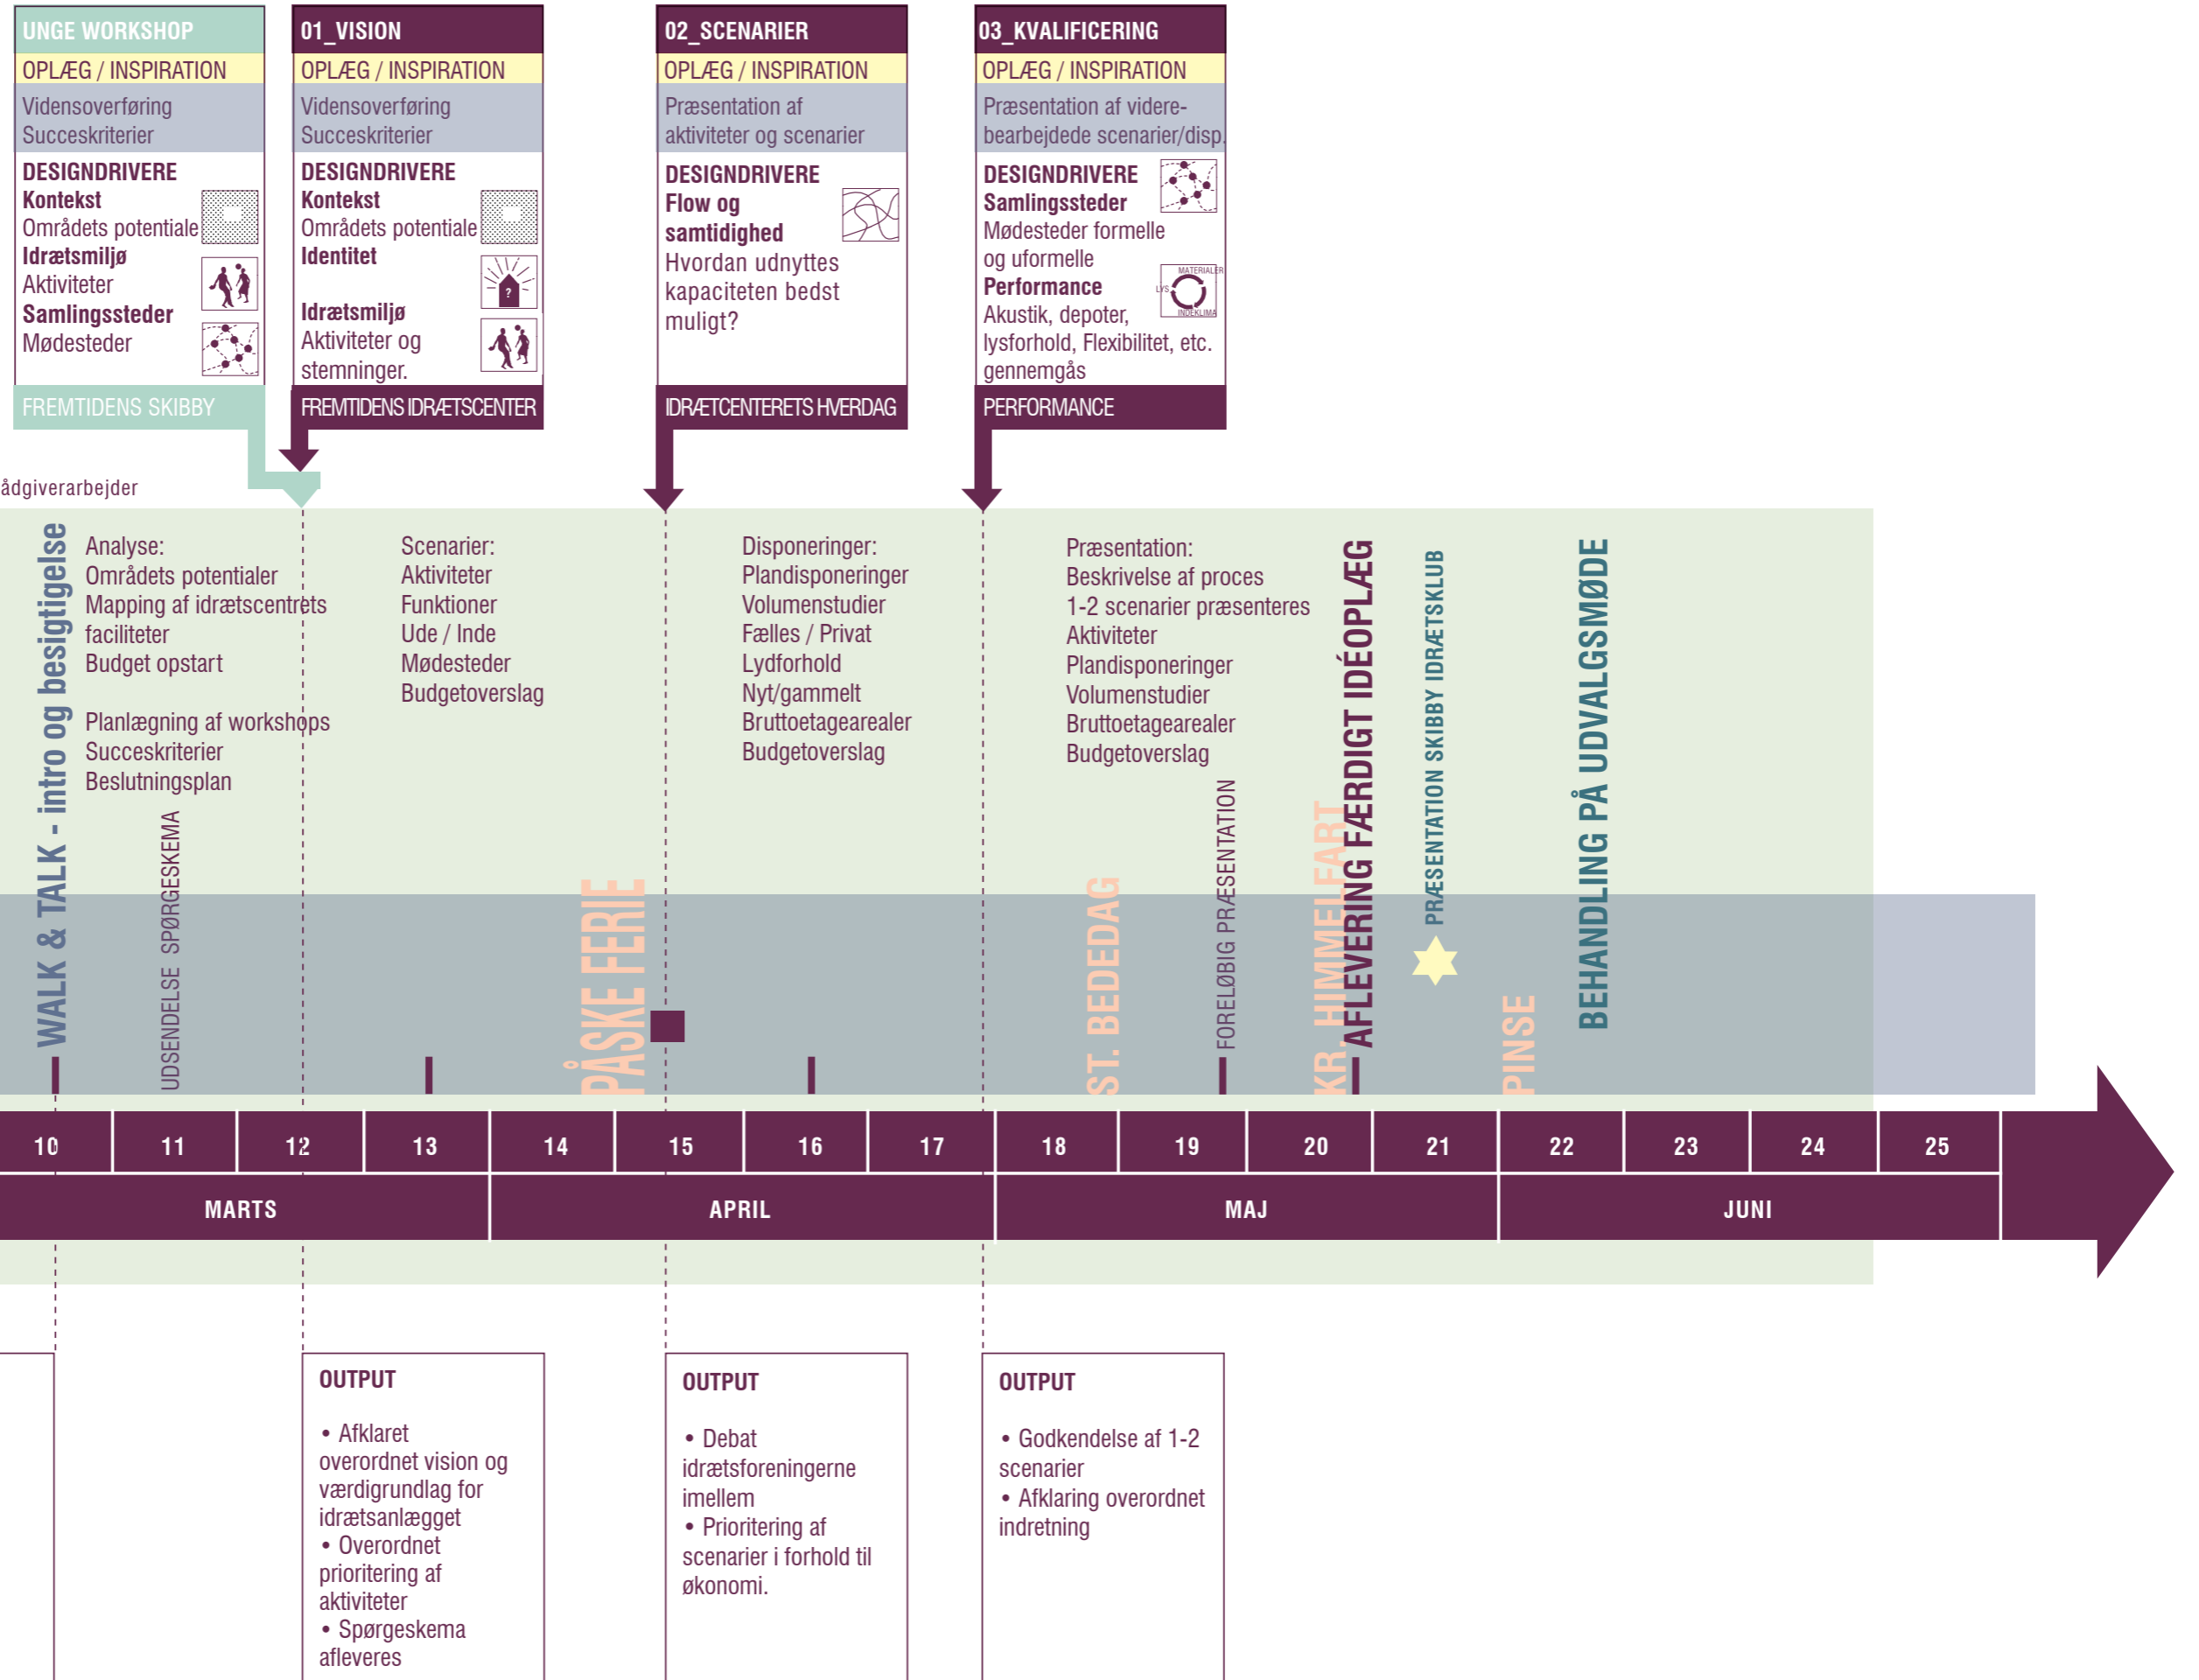 UNGE WORKSHOP
OPLÆG / INSPIRATION
Vidensoverføring
Succeskriterier
DESIGNDRIVERE
Kontekst
Områdets potentiale
Idrætsmiljø
Aktiviteter
Samlingssteder
Mødesteder
FREMTIDENS SKIBBY
01_VISION
OPLÆG / INSPIRATION
Vidensoverføring
Succeskriterier
DESIGNDRIVERE
Kontekst
Områdets potentiale
Identitet
?
Idrætsmiljø
Aktiviteter og
stemninger.
FREMTIDENS IDRÆTSCENTER
02_SCENARIER
OPLÆG / INSPIRATION
Præsentation af
aktiviteter og scenarier
DESIGNDRIVERE
Flow og
samtidighed
Hvordan udnyttes
kapaciteten bedst
muligt?
IDRÆTCENTERETS HVERDAG
03_KVALIFICERING
OPLÆG / INSPIRATION
Præsentation af videre-
bearbejdede scenarier/disp.
DESIGNDRIVERE
Samlingssteder
Mødesteder formelle
og uformelle
Performance
Akustik, depoter,
lysforhold, Flexibilitet, etc.
gennemgås
MATERIALER
LYS
INDEKLIMA
PERFORMANCE
ådgiverarbejder
WALK & TALK - intro og besigtigelse
Analyse:
Områdets potentialer
Mapping af idrætscentrets
faciliteter
Budget opstart
Planlægning af workshops
Succeskriterier
Beslutningsplan
UDSENDELSE SPØRGESKEMA
Scenarier:
Aktiviteter
Funktioner
Ude / Inde
Mødesteder
Budgetoverslag
PÅSKE FERIE
Disponeringer:
Plandisponeringer
Volumenstudier
Fælles / Privat
Lydforhold
Nyt/gammelt
Bruttoetagearealer
Budgetoverslag
Præsentation:
Beskrivelse af proces
1-2 scenarier præsenteres
Aktiviteter
Plandisponeringer
Volumenstudier
Bruttoetagearealer
Budgetoverslag
ST. BEDEDAG
FORELØBIG PRÆSENTATION
KR. HIMMELFART
AFLEVERING FÆRDIGT IDÉOPLÆG
PRÆSENTATION SKIBBY IDRÆTSKLUB
PINSE
BEHANDLING PÅ UDVALGSMØDE
10 11 12 13 14 15 16 17 18 19 20 21 22 23 24 25
MARTS APRIL MAJ JUNI
OUTPUT
• Afklaret
overordnet vision og
værdigrundlag for
idrætsanlægget
• Overordnet
prioritering af
aktiviteter
• Spørgeskema
afleveres
OUTPUT
• Debat
idrætsforeningerne
imellem
• Prioritering af
scenarier i forhold til
økonomi.
OUTPUT
• Godkendelse af 1-2
scenarier
• Afklaring overordnet
indretning